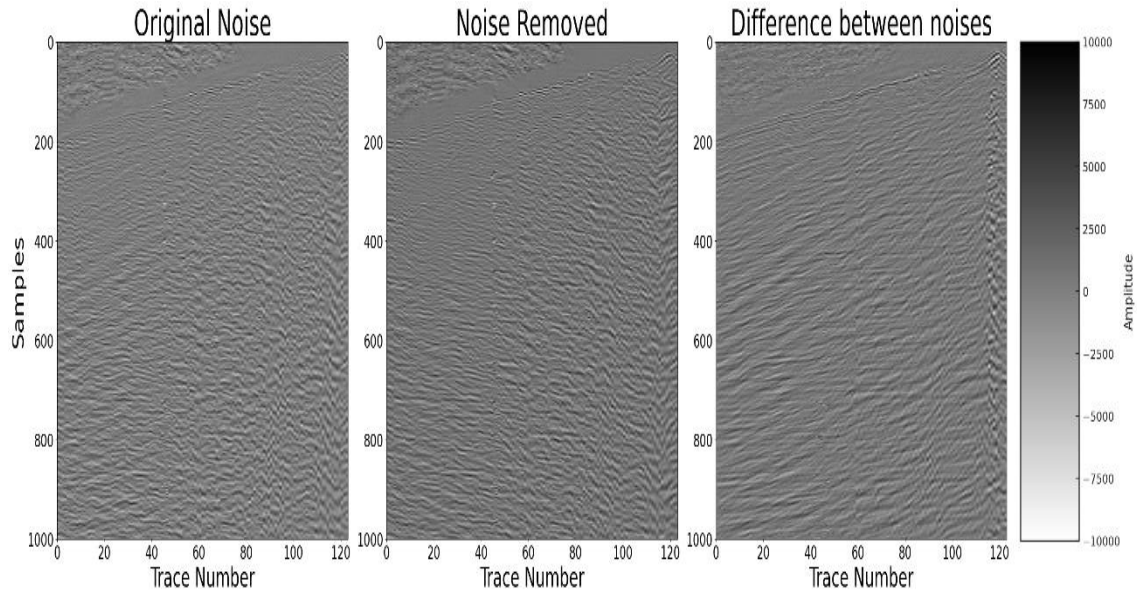 Original Noise
Noise Removed
Difference between noises
0
200
400
600
800
1000
0
200
400
600
800
1000
0
200
400
600
800
1000
0 20 40 60 80 100 120
0 20 40 60 80 100 120
0 20 40 60 80 100 120
Samples
Trace Number
Trace Number
Trace Number
10000
7500
5000
2500
0
−2500
−5000
−7500
−10000
Amplitude